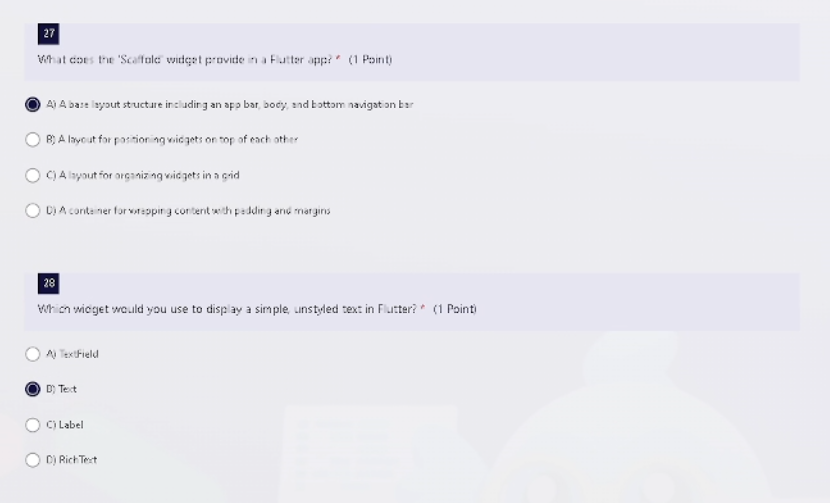 27
What does the 'Scaffold' widget provide in a Flutter app? * (1 Point)
A) A base layout structure including an app bar, body, and bottom navigation bar
B) A layout for positioning widgets on top of each other
C) A layout for organizing widgets in a grid
D) A container for wrapping content with padding and margins
28
Which widget would you use to display a simple, unstyled text in Flutter? * (1 Point)
A) TextField
B) Text
C) Label
D) RichText